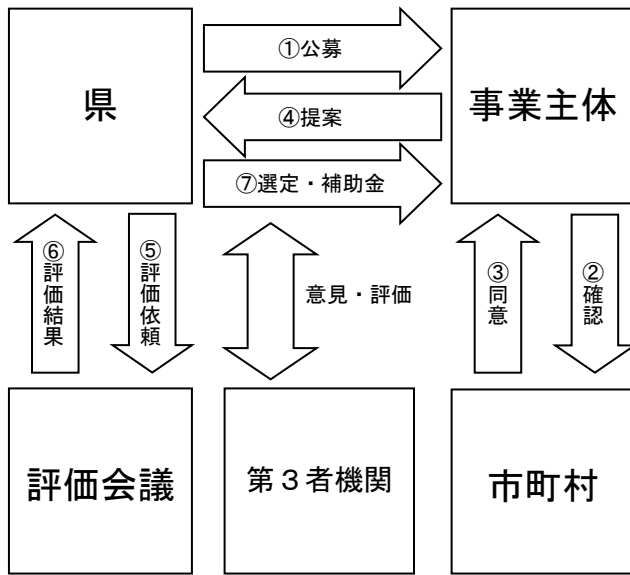 県
①公募
④提案
⑦選定・補助金
事業主体
⑥評価結果
⑤評価依頼
意見・評価
③同意
②確認
評価会議
第３者機関
市町村